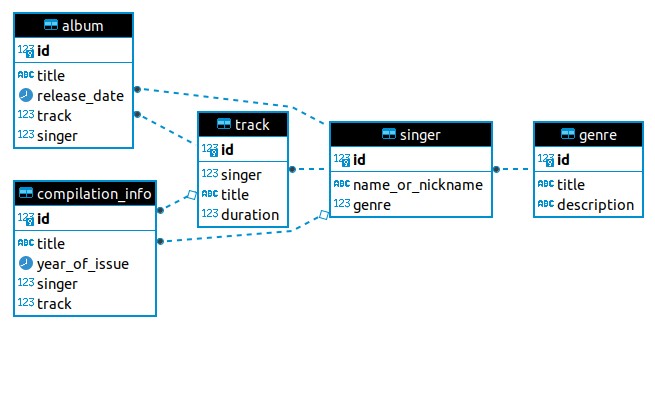 album
123 id
ABC title
release_date
123 track
123 singer
compilation_info
123 id
ABC title
year_of_issue
123 singer
123 track
track
123 id
123 singer
ABC title
123 duration
singer
123 id
ABC name_or_nickname
123 genre
genre
123 id
ABC title
ABC description